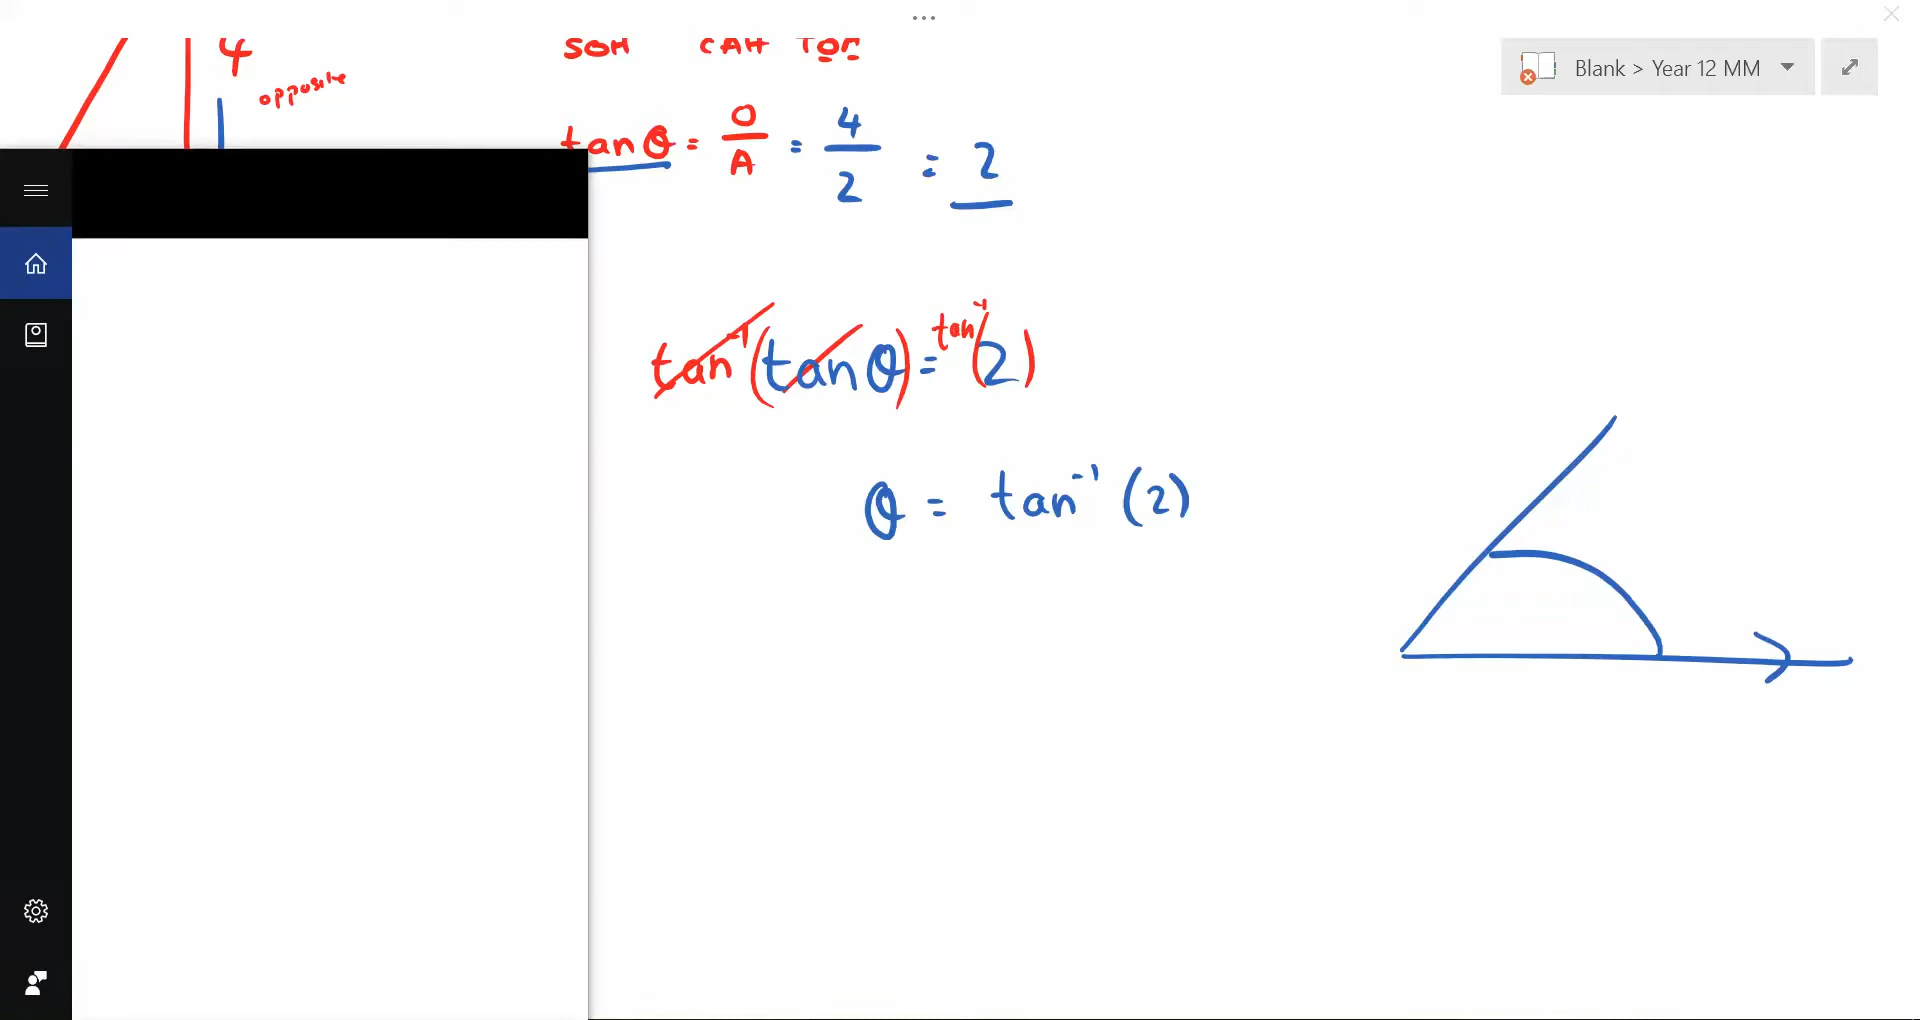 4
opposite
SOH CAH TOA
Blank > Year 12 MM
tan θ = O/A = 4/2 = 2
tan⁻¹(tan θ) = tan⁻¹(2)
θ = tan⁻¹(2)